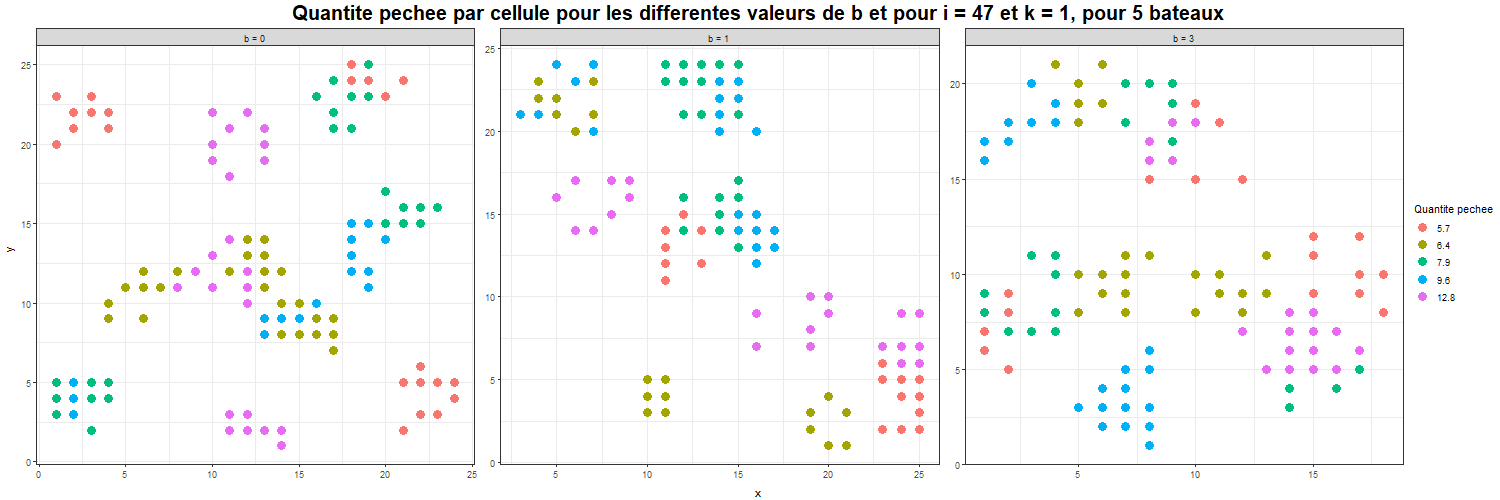 Quantite pechee par cellule pour les differentes valeurs de b et pour i = 47 et k = 1, pour 5 bateaux
b = 0
b = 1
b = 3
25
20
15
10
5
0
25
20
15
10
5
0
20
15
10
5
0
y
0 5 10 15 20 25
5 10 15 20 25
5 10 15
x
Quantite pechee
5.7
6.4
7.9
9.6
12.8